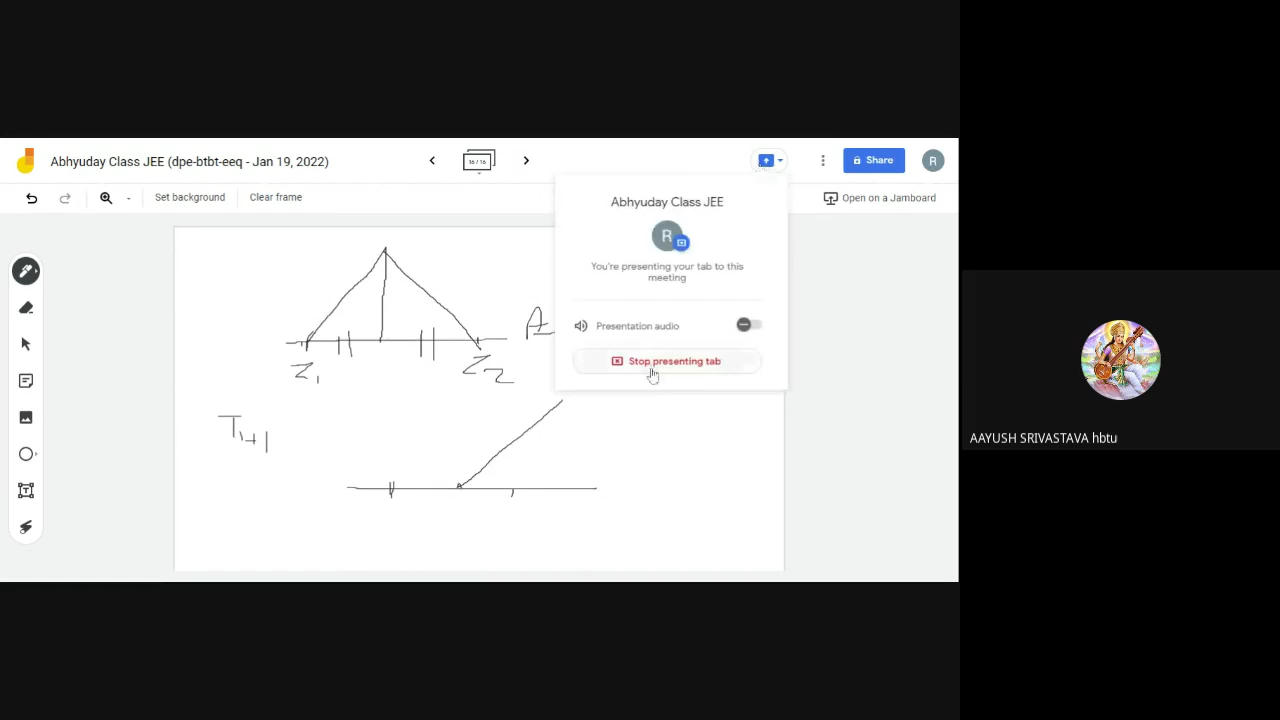 Abhyuday Class JEE (dpe-btbt-eeq - Jan 19, 2022)
16 / 16
Share
R
Set background
Clear frame
Open on a Jamboard
Abhyuday Class JEE
R
You're presenting your tab to this
meeting
Presentation audio
Stop presenting tab
A
Z1
Z2
T
T
AAYUSH SRIVASTAVA hbtu